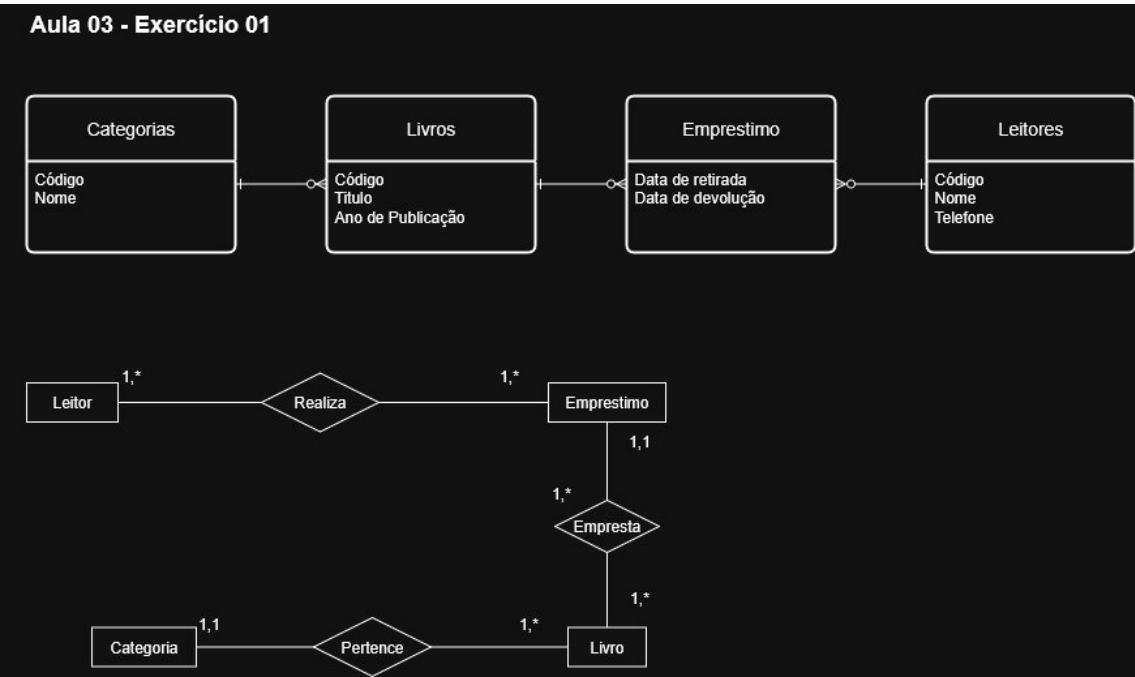 Aula 03 - Exercício 01
Categorias
Código
Nome
Livros
Código
Titulo
Ano de Publicação
Emprestimo
Data de retirada
Data de devolução
Leitores
Código
Nome
Telefone
Leitor
1,*
Realiza
1,*
Emprestimo
1,1
1,*
Empresta
1,*
Categoria
1,1
Pertence
1,*
Livro